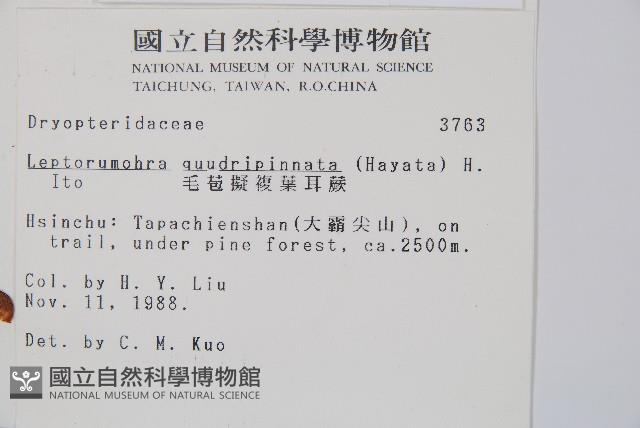 國立自然科學博物館
NATIONAL MUSEUM OF NATURAL SCIENCE
TAICHUNG, TAIWAN, R.O.CHINA
Dryopteridaceae 3763
Leptorumohra quudripinnata (Hayata) H.
Ito 毛苞擬複葉耳蕨
Hsinchu: Tapachienshan(大霸尖山), on
trail, under pine forest, ca.2500m.
Col. by H. Y. Liu
Nov. 11, 1988.
Det. by C. M. Kuo
國立自然科學博物館
NATIONAL MUSEUM OF NATURAL SCIENCE